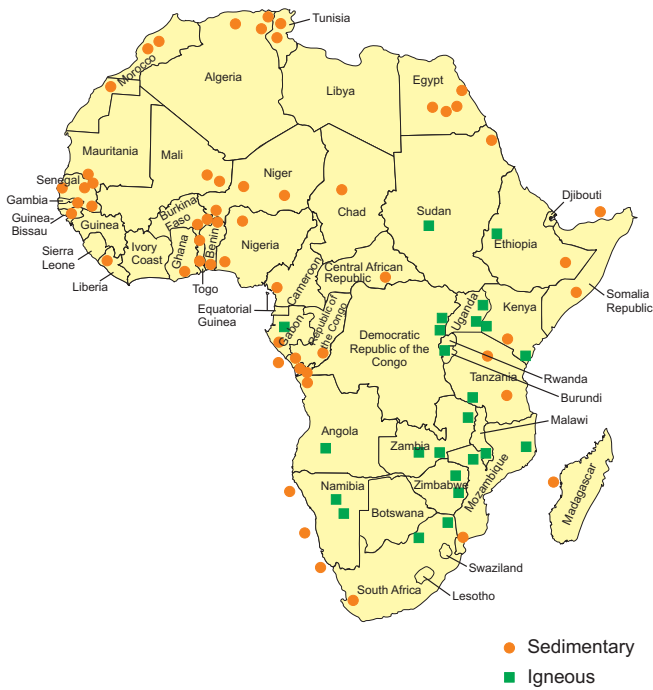 Tunisia
Morocco
Algeria
Libya
Egypt
Mauritania
Mali
Niger
Senegal
Chad
Sudan
Djibouti
Gambia
Guinea
Bissau
Guinea
Burkina
Faso
Benin
Nigeria
Ethiopia
Sierra
Leone
Ivory
Coast
Ghana
Cameroon
Central African
Republic
Liberia
Togo
Somalia
Republic
Equatorial
Guinea
Gabon
Republic of
the Congo
Uganda
Kenya
Democratic
Republic of the
Congo
Rwanda
Tanzania
Burundi
Malawi
Angola
Zambia
Mozambique
Madagascar
Namibia
Zimbabwe
Botswana
Swaziland
South Africa
Lesotho
Sedimentary
Igneous